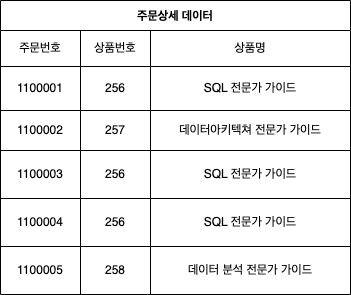 주문상세 데이터
주문번호 상품번호 상품명
1100001 256 SQL 전문가 가이드
1100002 257 데이터아키텍쳐 전문가 가이드
1100003 256 SQL 전문가 가이드
1100004 256 SQL 전문가 가이드
1100005 258 데이터 분석 전문가 가이드